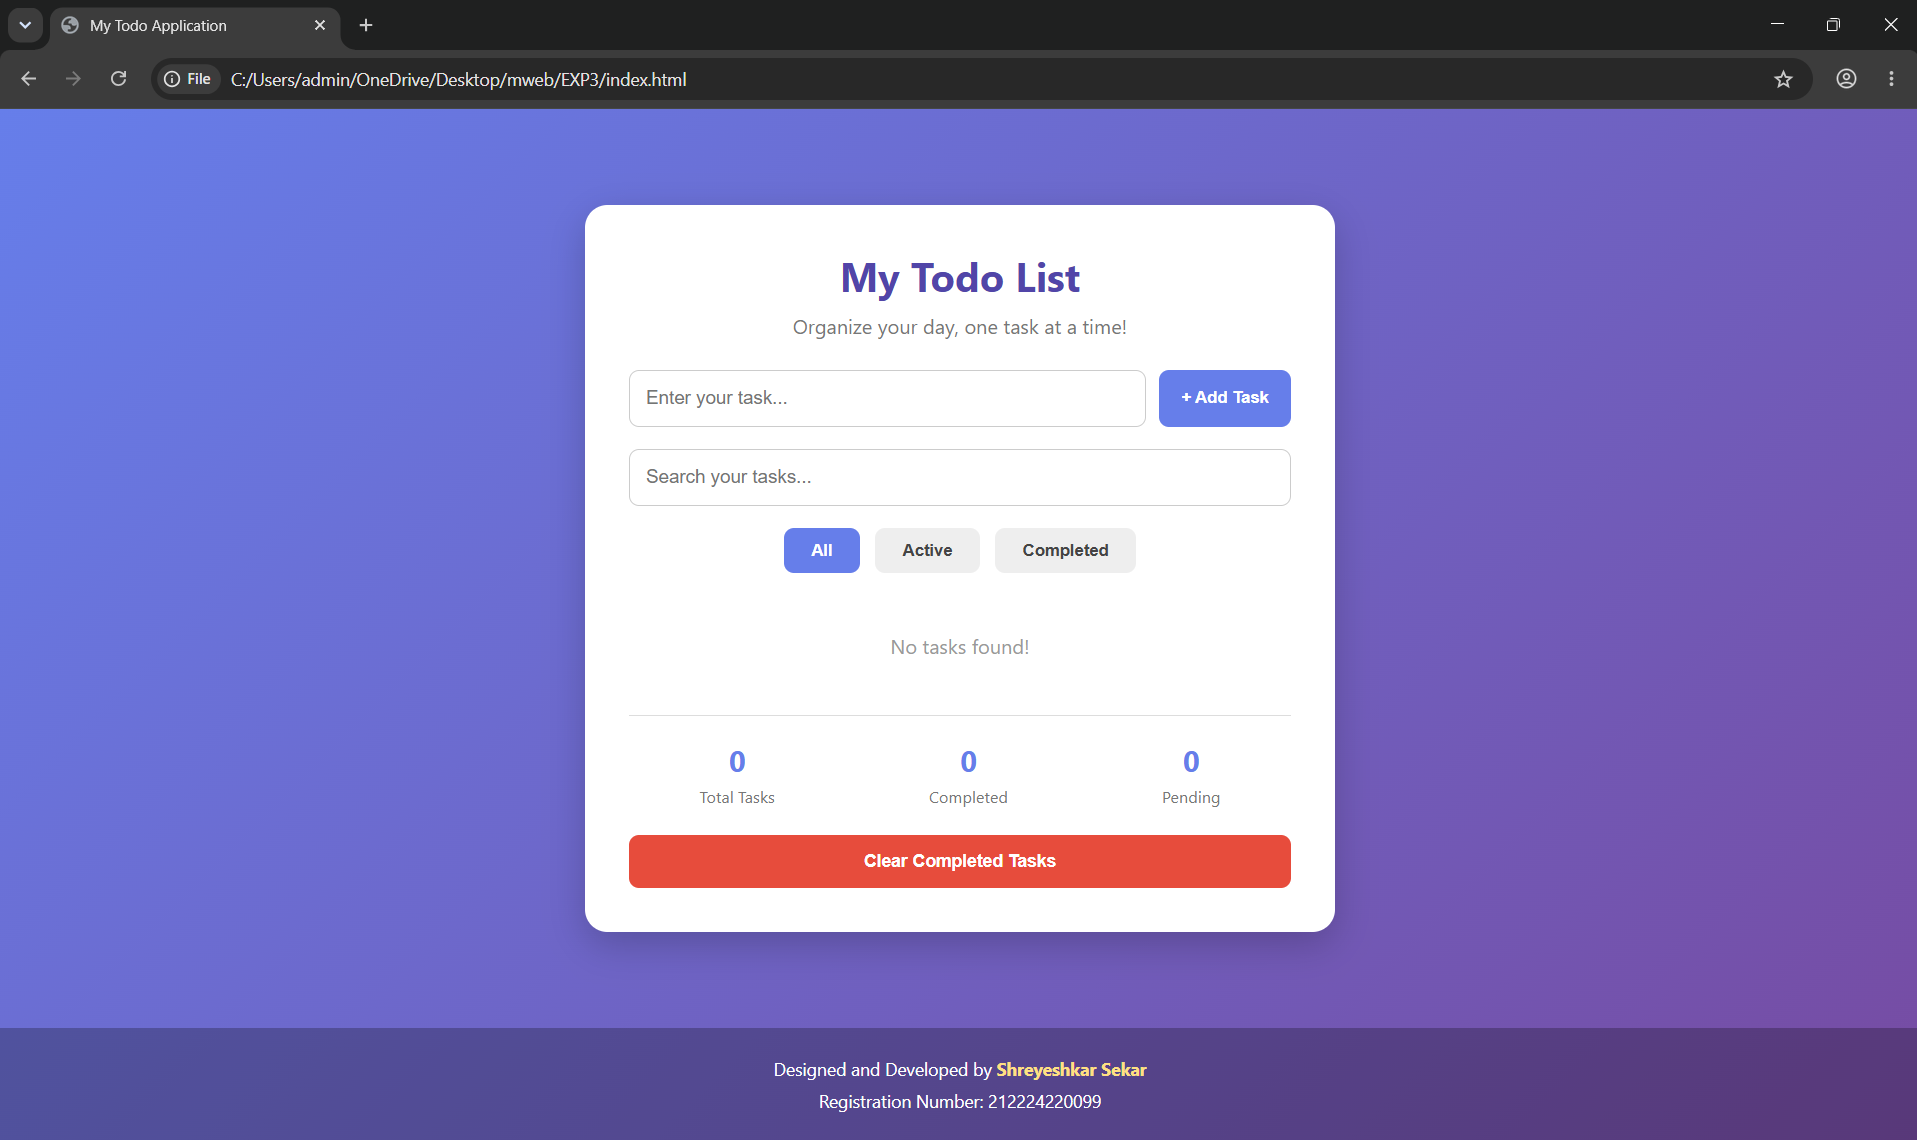 My Todo Application
File C:/Users/admin/OneDrive/Desktop/mweb/EXP3/index.html
My Todo List
Organize your day, one task at a time!
Enter your task...
+ Add Task
Search your tasks...
All Active Completed
No tasks found!
0 0 0
Total Tasks Completed Pending
Clear Completed Tasks
Designed and Developed by Shreyeshkar Sekar
Registration Number: 212224220099